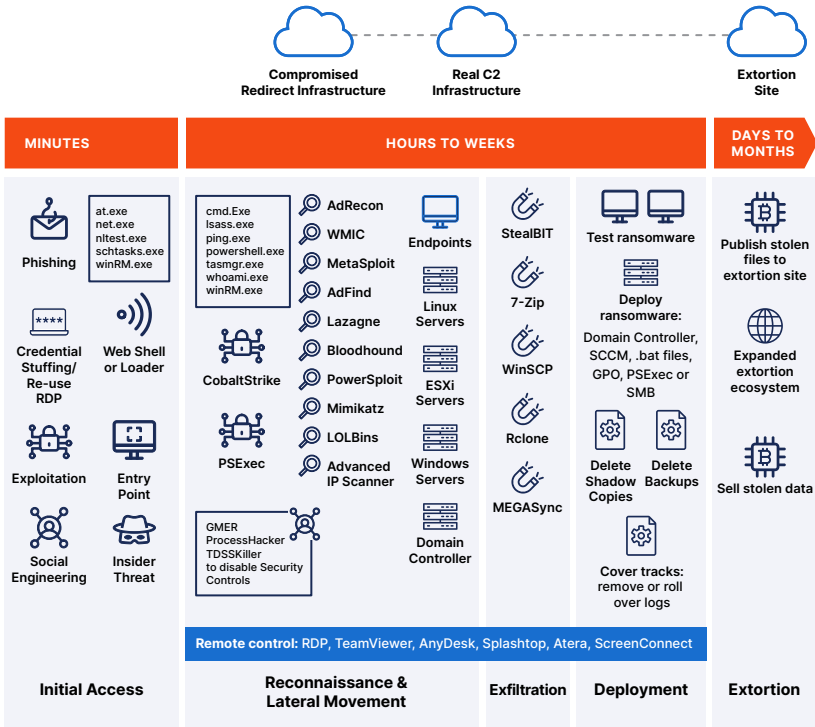 Compromised
Redirect Infrastructure
Real C2
Infrastructure
Extortion
Site
MINUTES
HOURS TO WEEKS
DAYS TO
MONTHS
Phishing
at.exe
net.exe
nltest.exe
schtasks.exe
winRM.exe
****
Credential
Stuffing/
Re-use
RDP
Web Shell
or Loader
Exploitation
Entry
Point
Social
Engineering
Insider
Threat
cmd.Exe
lsass.exe
ping.exe
powershell.exe
tasmgr.exe
whoami.exe
winRM.exe
CobaltStrike
PSExec
GMER
ProcessHacker
TDSSKiller
to disable Security
Controls
AdRecon
WMIC
MetaSploit
AdFind
Lazagne
Bloodhound
PowerSploit
Mimikatz
LOLBins
Advanced
IP Scanner
Endpoints
Linux
Servers
ESXi
Servers
Windows
Servers
Domain
Controller
StealBIT
7-Zip
WinSCP
Rclone
MEGASync
Test ransomware
Deploy
ransomware:
Domain Controller,
SCCM, .bat files,
GPO, PSExec or
SMB
Delete
Shadow
Copies
Delete
Backups
Cover tracks:
remove or roll
over logs
Publish stolen
files to
extortion site
Expanded
extortion
ecosystem
Sell stolen data
Remote control: RDP, TeamViewer, AnyDesk, Splashtop, Atera, ScreenConnect
Initial Access
Reconnaissance &
Lateral Movement
Exfiltration
Deployment
Extortion